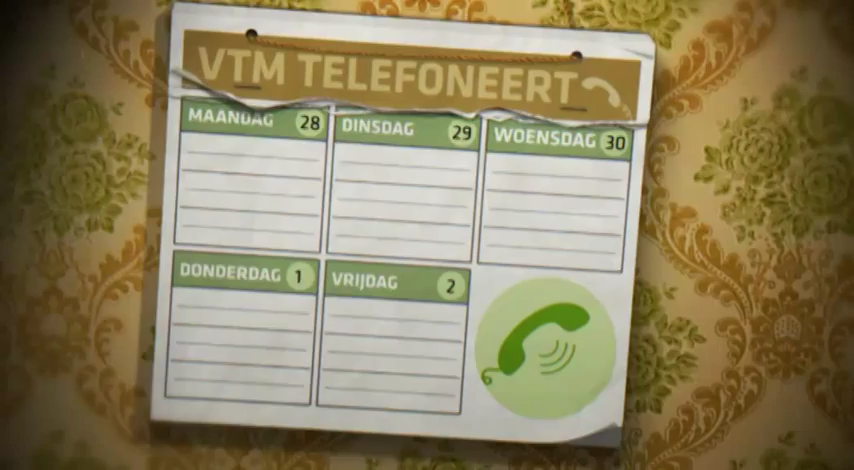 VTM TELEFONEERT
MAANDAG 28
DINSDAG 29
WOENSDAG 30
DONDERDAG 1
VRIJDAG 2